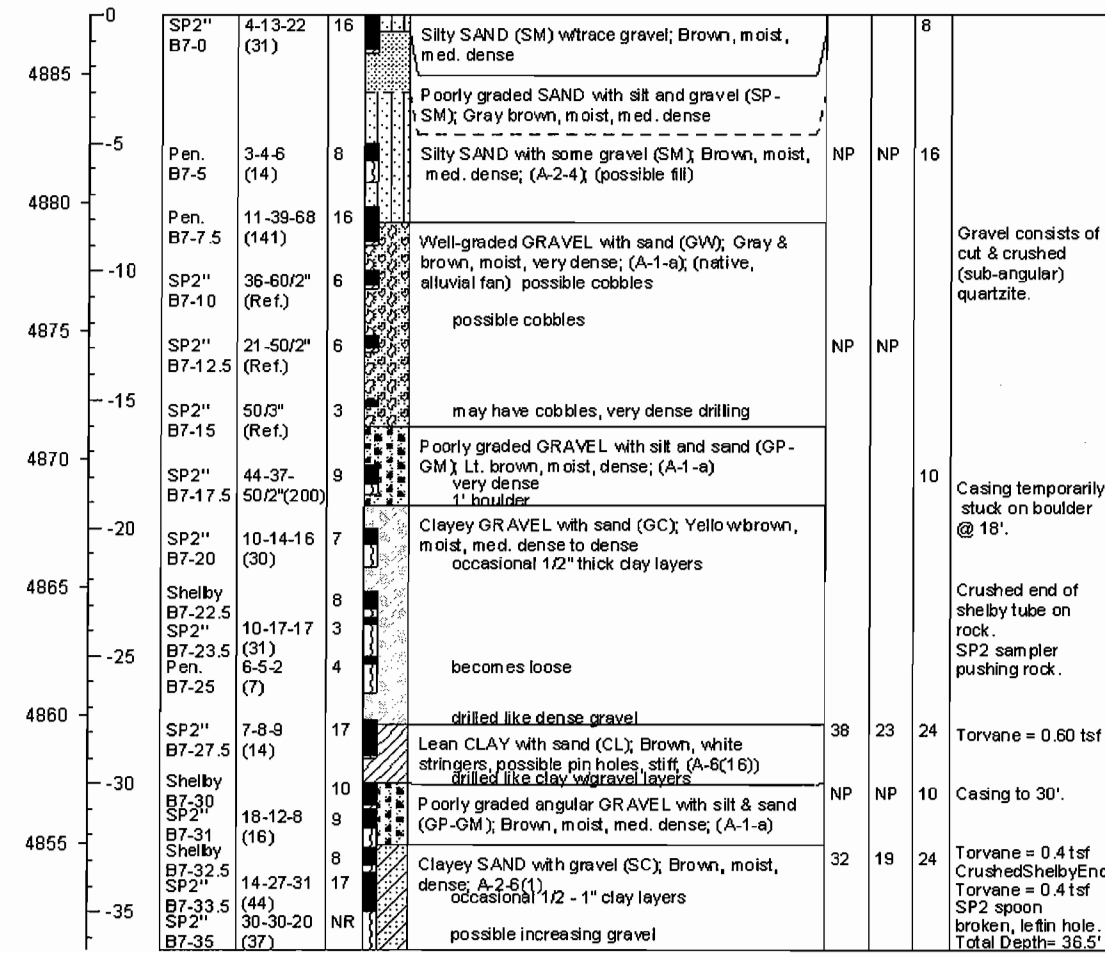 0
SP2" 4-13-22 16 Silty SAND (SM) w/trace gravel; Brown, moist, 8
B7-0 (31) med. dense
4885
Poorly graded SAND with silt and gravel (SP-
SM); Gray brown, moist, med. dense
-5
Pen. 3-4-6 8 Silty SAND with some gravel (SM); Brown, moist, NP NP 16
B7-5 (14) med. dense; (A-2-4); (possible fill)
4880
Pen. 11-39-68 16
B7-7.5 (141)
Well-graded GRAVEL with sand (GW); Gray &
brown, moist, very dense; (A-1-a); (native,
alluvial fan) possible cobbles
Gravel consists of
cut & crushed
(sub-angular)
quartzite.
-10
SP2" 36-60/2" 6
B7-10 (Ref.)
possible cobbles
4875
SP2" 21-50/2" 6 NP NP
B7-12.5 (Ref.)
-15
SP2" 50/3" 3 may have cobbles, very dense drilling
B7-15 (Ref.)
4870
Poorly graded GRAVEL with silt and sand (GP-
GM); Lt. brown, moist, dense; (A-1-a)
very dense
1' boulder
SP2" 44-37- 9 10
B7-17.5 50/2"(200)
Casing temporarily
stuck on boulder
@ 18'.
-20
SP2" 10-14-16 7
B7-20 (30)
Clayey GRAVEL with sand (GC); Yellowbrown,
moist, med. dense to dense
occasional 1/2" thick clay layers
4865
Shelby 8
B7-22.5
Crushed end of
shelby tube on
rock.
SP2 sampler
pushing rock.
SP2" 10-17-17 3
B7-23.5 (31)
-25
Pen. 6-5-2 4 becomes loose
B7-25 (7)
4860
drilled like dense gravel
SP2" 7-8-9 17 38 23 24 Torvane = 0.60 tsf
B7-27.5 (14)
Lean CLAY with sand (CL); Brown, white
stringers, possible pin holes, stiff; (A-6(16))
drilled like clay w/gravel layers
-30
Shelby 10 NP NP 10 Casing to 30'.
B7-30
Poorly graded angular GRAVEL with silt & sand
(GP-GM); Brown, moist, med. dense; (A-1-a)
SP2" 18-12-8 9
B7-31 (16)
4855
Shelby 8 32 19 24 Torvane = 0.4 tsf
B7-32.5 CrushedShelbyEnd
Clayey SAND with gravel (SC); Brown, moist,
dense; A-2-6(1)
occasional 1/2 - 1" clay layers
SP2" 14-27-31 17 Torvane = 0.4 tsf
B7-33.5 (44) SP2 spoon
-35
SP2" 30-30-20 NR broken, left in hole.
B7-35 (37) possible increasing gravel Total Depth= 36.5'